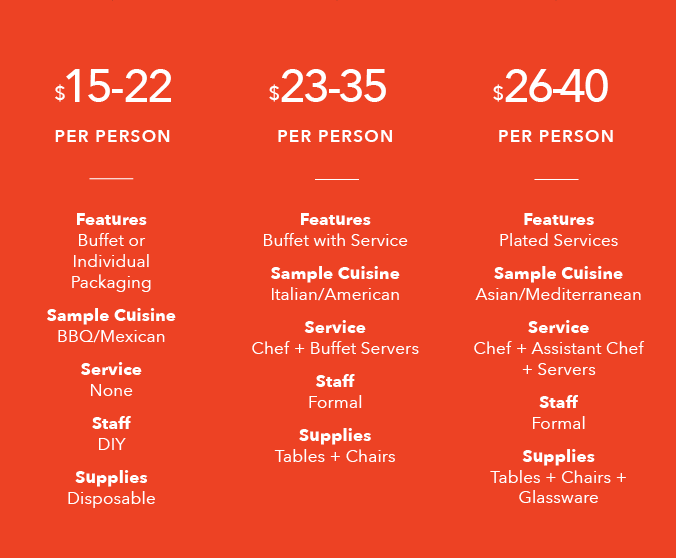 $15-22
PER PERSON
Features
Buffet or
Individual
Packaging
Sample Cuisine
BBQ/Mexican
Service
None
Staff
DIY
Supplies
Disposable
$23-35
PER PERSON
Features
Buffet with Service
Sample Cuisine
Italian/American
Service
Chef + Buffet Servers
Staff
Formal
Supplies
Tables + Chairs
$26-40
PER PERSON
Features
Plated Services
Sample Cuisine
Asian/Mediterranean
Service
Chef + Assistant Chef
+ Servers
Staff
Formal
Supplies
Tables + Chairs +
Glassware